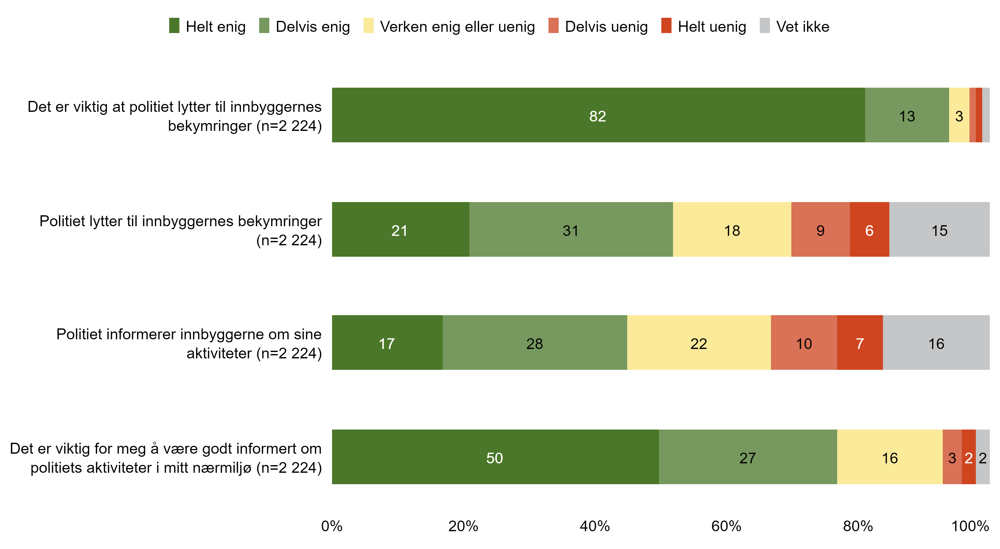 Helt enig Delvis enig Verken enig eller uenig Delvis uenig Helt uenig Vet ikke
Det er viktig at politiet lytter til innbyggernes
bekymringer (n=2 224)
82 13 3
Politiet lytter til innbyggernes bekymringer
(n=2 224)
21 31 18 9 6 15
Politiet informerer innbyggerne om sine
aktiviteter (n=2 224)
17 28 22 10 7 16
Det er viktig for meg å være godt informert om
politiets aktiviteter i mitt nærmiljø (n=2 224)
50 27 16 3 2 2
0% 20% 40% 60% 80% 100%